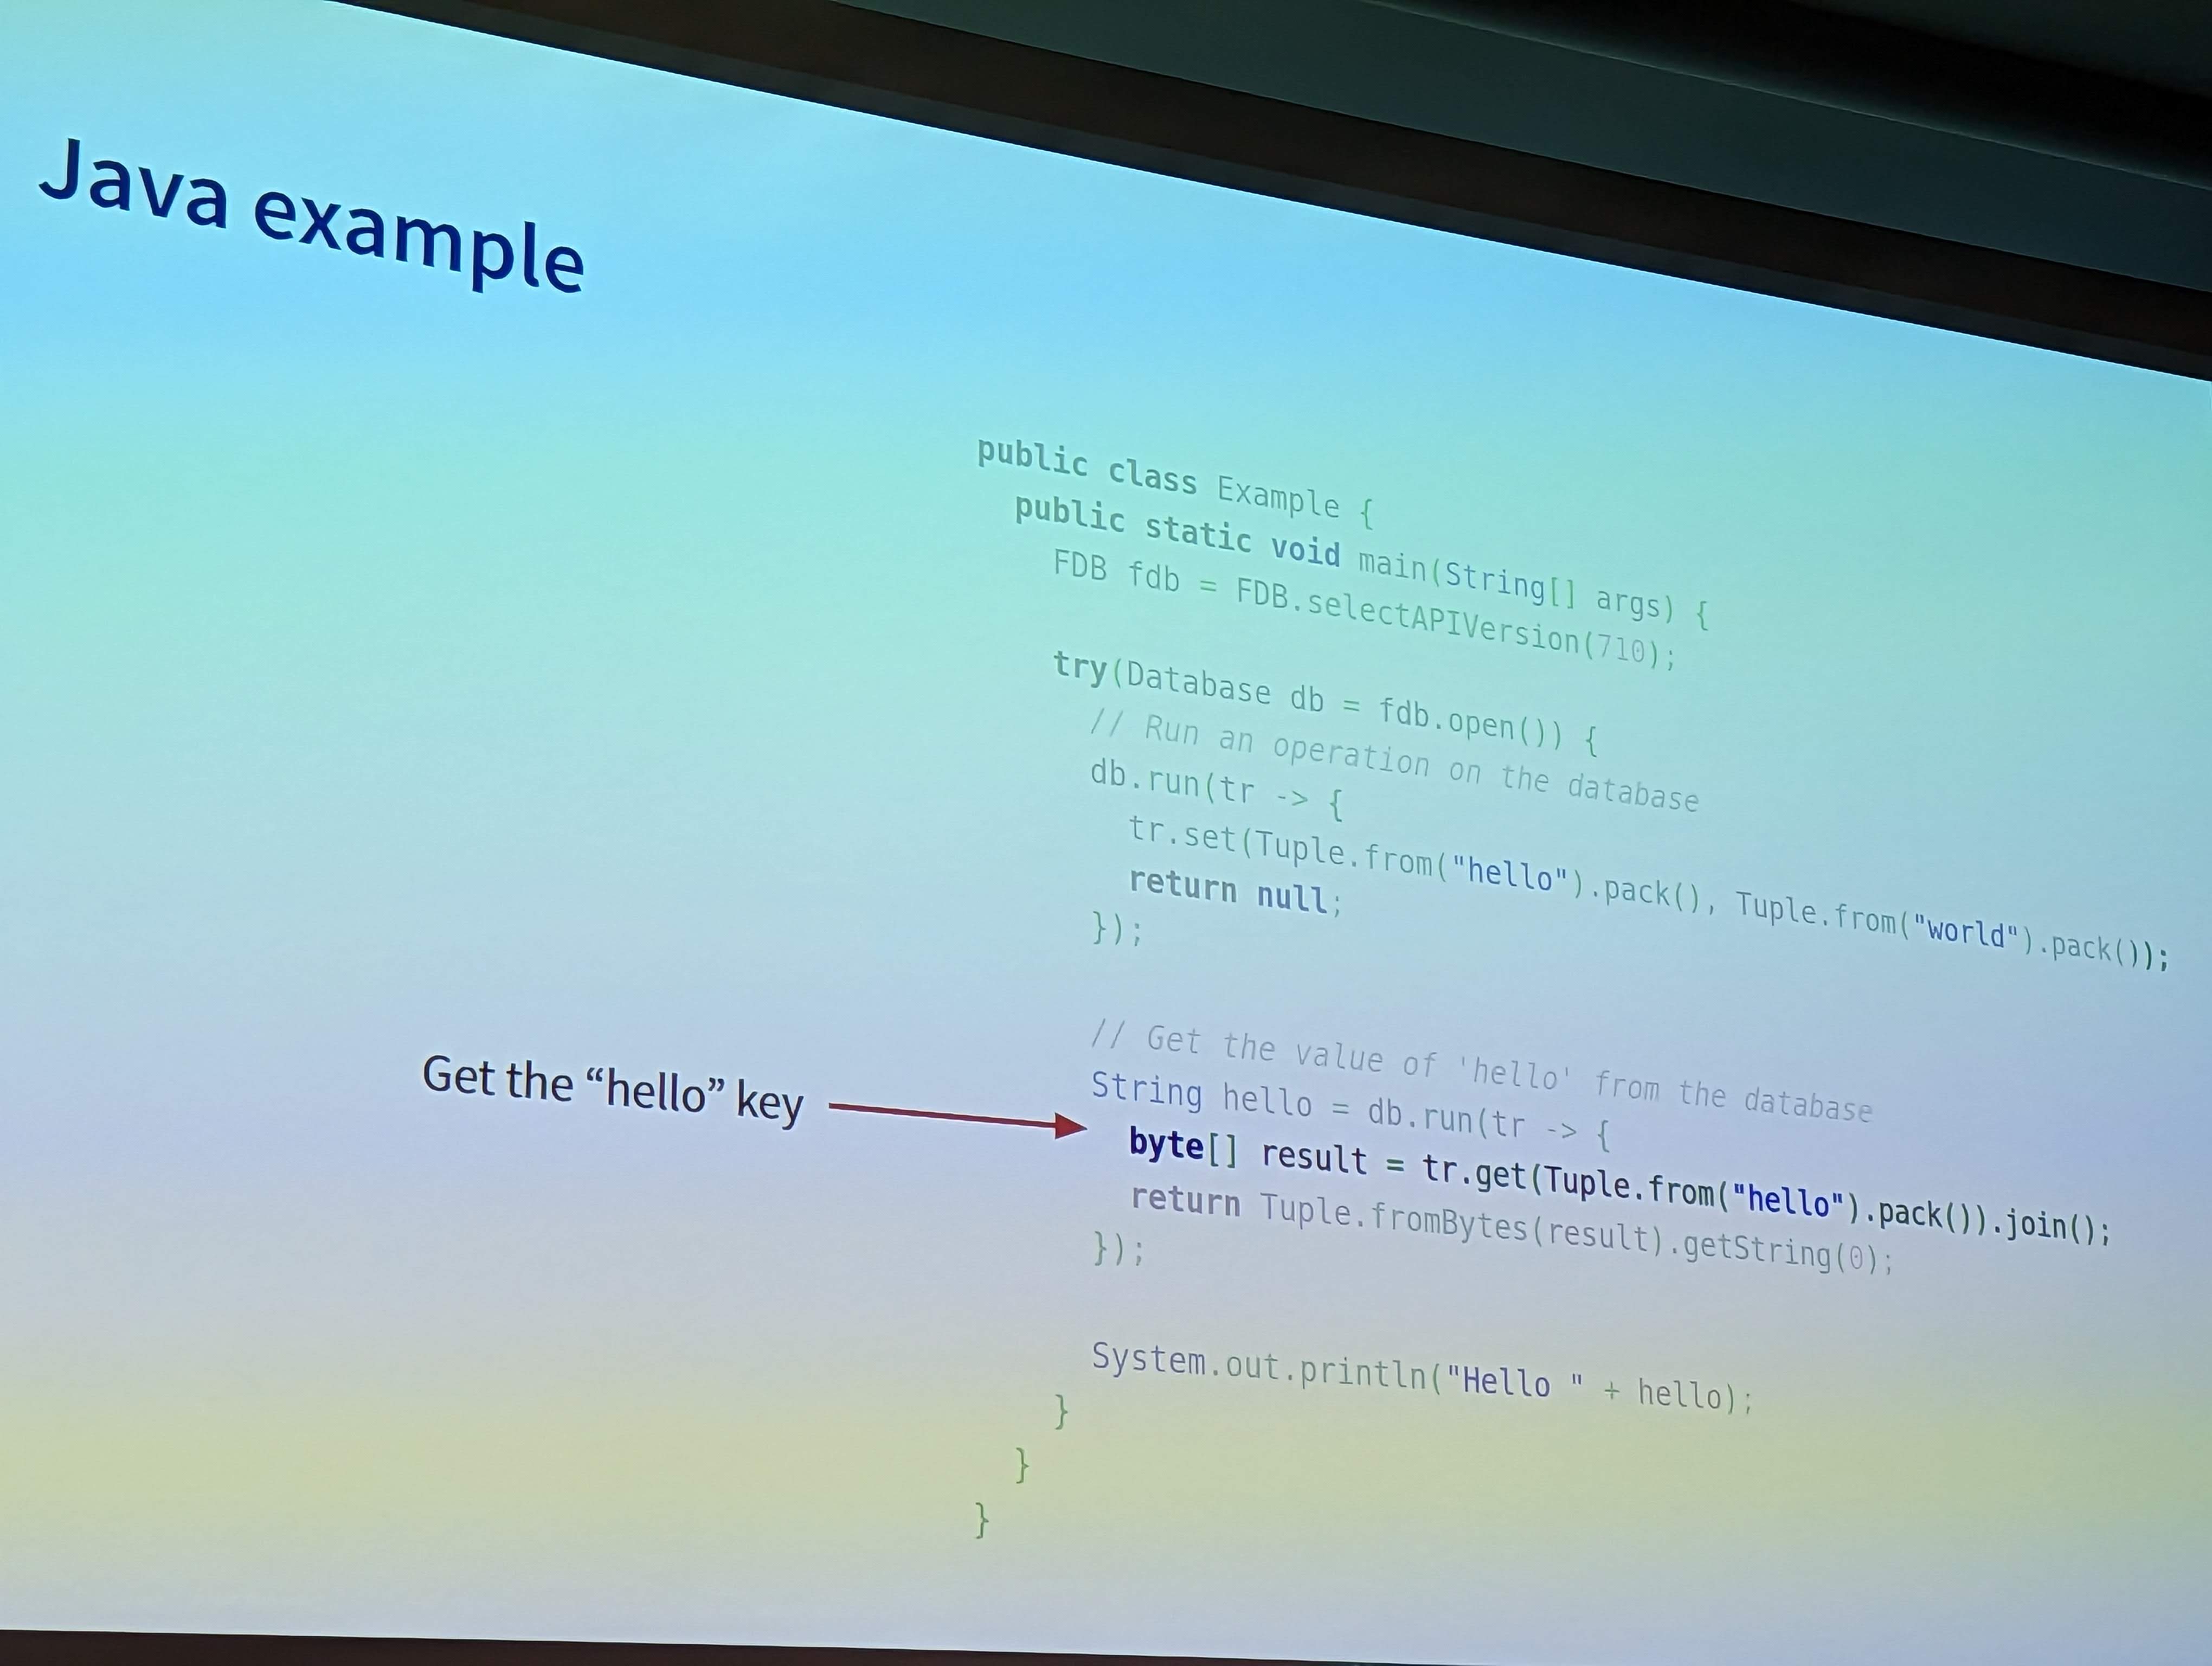 Java example
public class Example {
  public static void main(String[] args) {
    FDB fdb = FDB.selectAPIVersion(710);
    try(Database db = fdb.open()) {
      // Run an operation on the database
      db.run(tr -> {
        tr.set(Tuple.from("hello").pack(), Tuple.from("world").pack());
        return null;
      });
      // Get the value of 'hello' from the database
      String hello = db.run(tr -> {
Get the “hello” key
        byte[] result = tr.get(Tuple.from("hello").pack()).join();
        return Tuple.fromBytes(result).getString(0);
      });
      System.out.println("Hello " + hello);
    }
  }
}